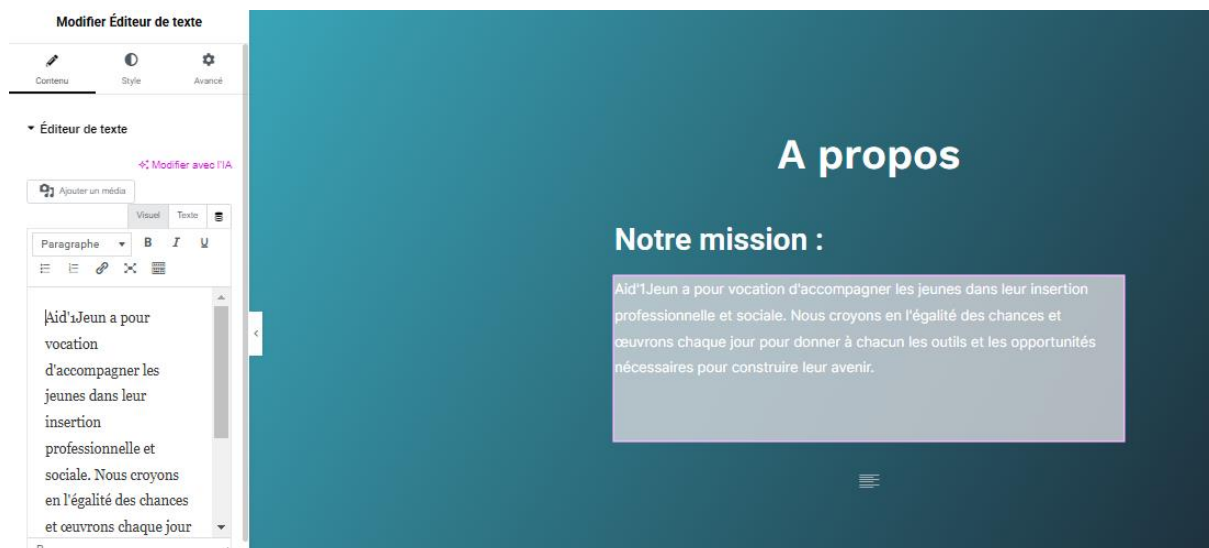 Modifier Éditeur de texte
Contenu
Style
Avancé
Éditeur de texte
Modifier avec l'IA
Ajouter un média
Visuel
Texte
Paragraphe
B
I
U
Aid'1Jeun a pour
vocation
d'accompagner les
jeunes dans leur
insertion
professionnelle et
sociale. Nous croyons
en l'égalité des chances
et œuvrons chaque jour
A propos
Notre mission :
Aid'1Jeun a pour vocation d'accompagner les jeunes dans leur insertion
professionnelle et sociale. Nous croyons en l'égalité des chances et
œuvrons chaque jour pour donner à chacun les outils et les opportunités
nécessaires pour construire leur avenir.